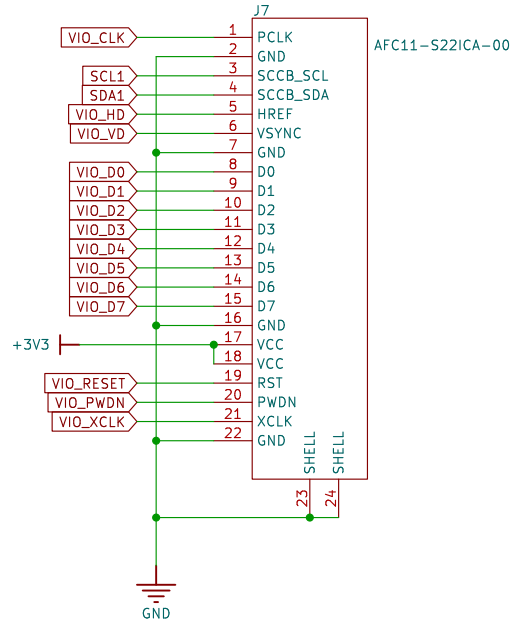 J7
AFC11-S22ICA-00
VIO_CLK 1 PCLK
2 GND
SCL1 3 SCCB_SCL
SDA1 4 SCCB_SDA
VIO_HD 5 HREF
VIO_VD 6 VSYNC
7 GND
VIO_D0 8 D0
VIO_D1 9 D1
VIO_D2 10 D2
VIO_D3 11 D3
VIO_D4 12 D4
VIO_D5 13 D5
VIO_D6 14 D6
VIO_D7 15 D7
16 GND
+3V3 17 VCC
18 VCC
VIO_RESET 19 RST
VIO_PWDN 20 PWDN
VIO_XCLK 21 XCLK
22 GND
SHELL 23
SHELL 24
GND